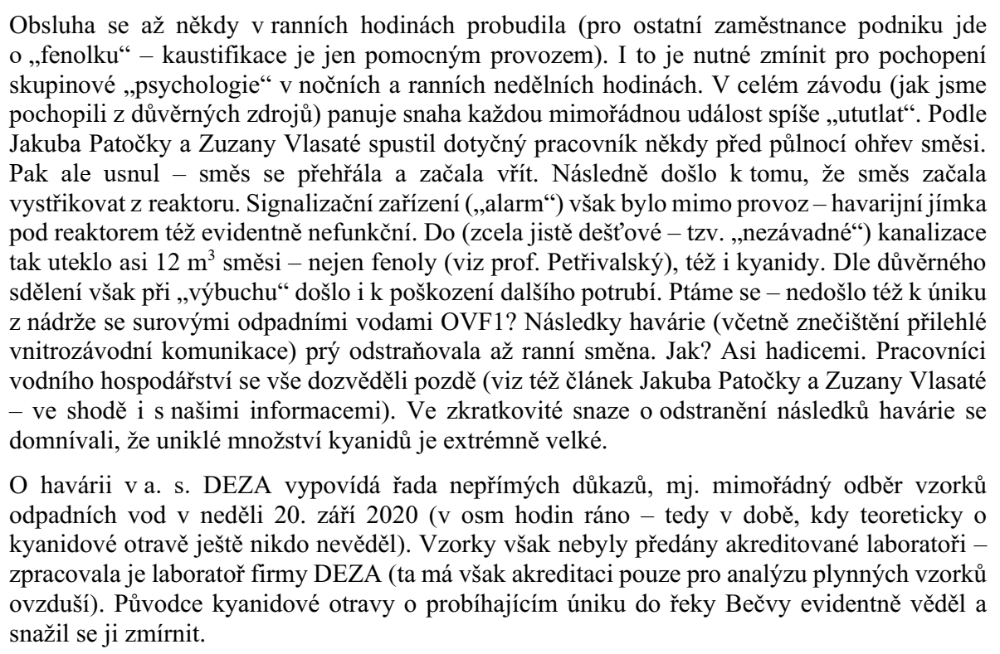 Obsluha se až někdy v ranních hodinách probudila (pro ostatní zaměstnance podniku jde
o „fenolku“ – kaustifikace je jen pomocným provozem). I to je nutné zmínit pro pochopení
skupinové „psychologie“ v nočních a ranních nedělních hodinách. V celém závodu (jak jsme
pochopili z důvěrných zdrojů) panuje snaha každou mimořádnou událost spíše „ututlat“. Podle
Jakuba Patočky a Zuzany Vlasaté spustil dotyčný pracovník někdy před půlnocí ohřev směsi.
Pak ale usnul – směs se přehřála a začala vřít. Následně došlo k tomu, že směs začala
vystřikovat z reaktoru. Signalizační zařízení („alarm“) však bylo mimo provoz – havarijní jímka
pod reaktorem též evidentně nefunkční. Do (zcela jistě dešťové – tzv. „nezávadné“) kanalizace
tak uteklo asi 12 m³ směsi – nejen fenoly (viz prof. Petřivalský), též i kyanidy. Dle důvěrného
sdělení však při „výbuchu“ došlo i k poškození dalšího potrubí. Ptáme se – nedošlo též k úniku
z nádrže se surovými odpadními vodami OVF1? Následky havárie (včetně znečištění přilehlé
vnitrozávodní komunikace) prý odstraňovala až ranní směna. Jak? Asi hadicemi. Pracovníci
vodního hospodářství se vše dozvěděli pozdě (viz též článek Jakuba Patočky a Zuzany Vlasaté
– ve shodě i s našimi informacemi). Ve zkratkovité snaze o odstranění následků havárie se
domnívali, že uniklé množství kyanidů je extrémně velké.
O havárii v a. s. DEZA vypovídá řada nepřímých důkazů, mj. mimořádný odběr vzorků
odpadních vod v neděli 20. září 2020 (v osm hodin ráno – tedy v době, kdy teoreticky o
kyanidové otravě ještě nikdo nevěděl). Vzorky však nebyly předány akreditované laboratoři –
zpracovala je laboratoř firmy DEZA (ta má však akreditaci pouze pro analýzu plynných vzorků
ovzduší). Původce kyanidové otravy o probíhajícím úniku do řeky Bečvy evidentně věděl a
snažil se ji zmírnit.